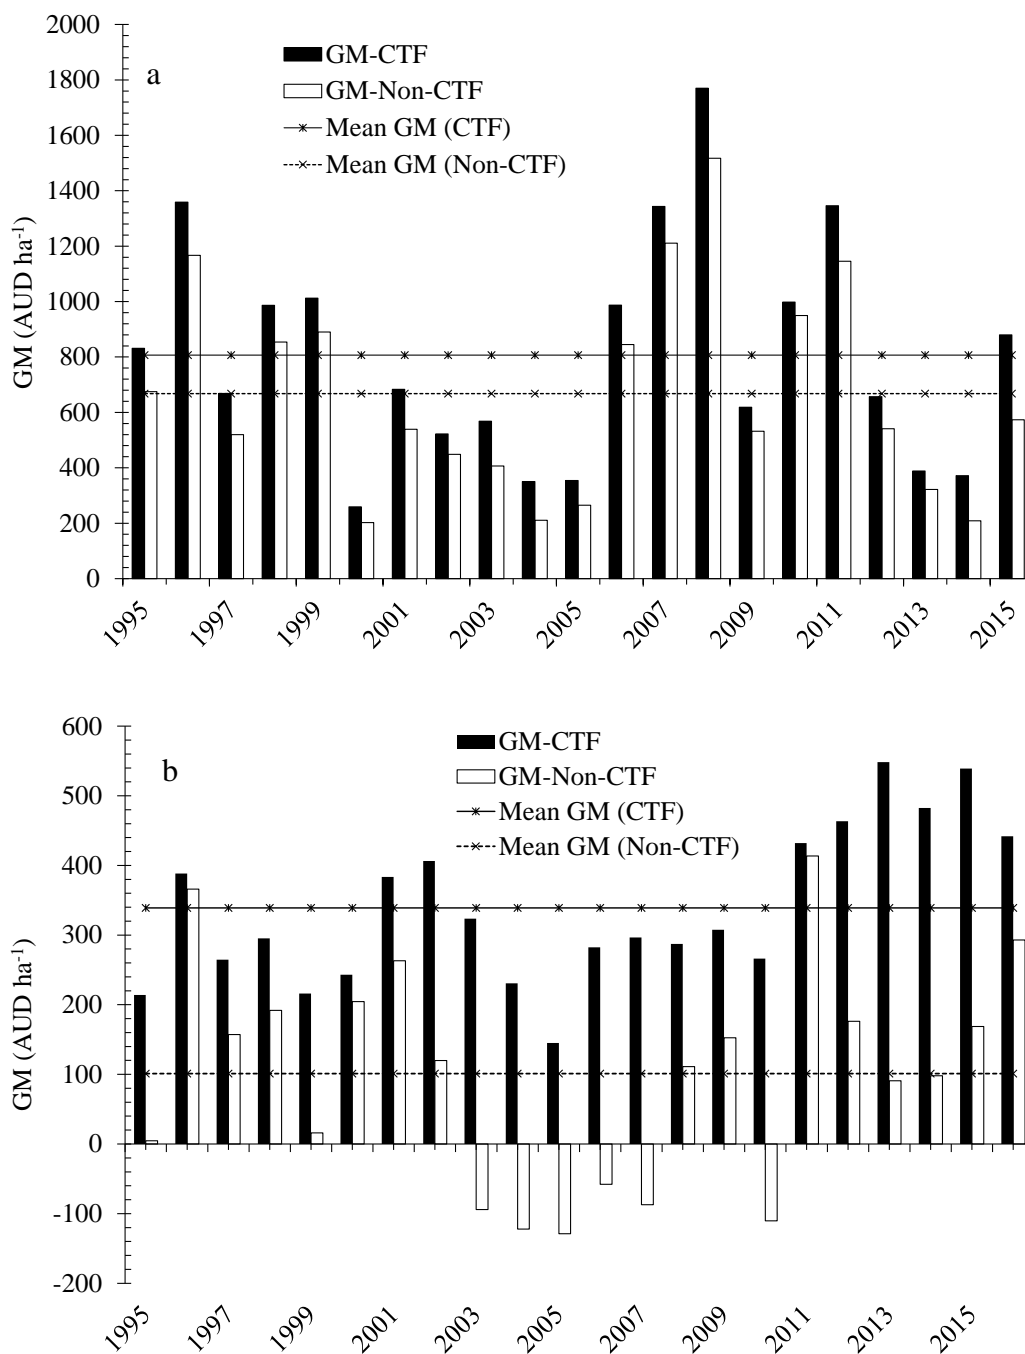 2000
1800
1600
1400
1200
1000
800
600
400
200
0
GM (AUD ha⁻¹)
a
GM-CTF
GM-Non-CTF
Mean GM (CTF)
Mean GM (Non-CTF)
1995 1997 1999 2001 2003 2005 2007 2009 2011 2013 2015
600
500
400
300
200
100
0
-100
-200
GM (AUD ha⁻¹)
b
GM-CTF
GM-Non-CTF
Mean GM (CTF)
Mean GM (Non-CTF)
1995 1997 1999 2001 2003 2005 2007 2009 2011 2013 2015